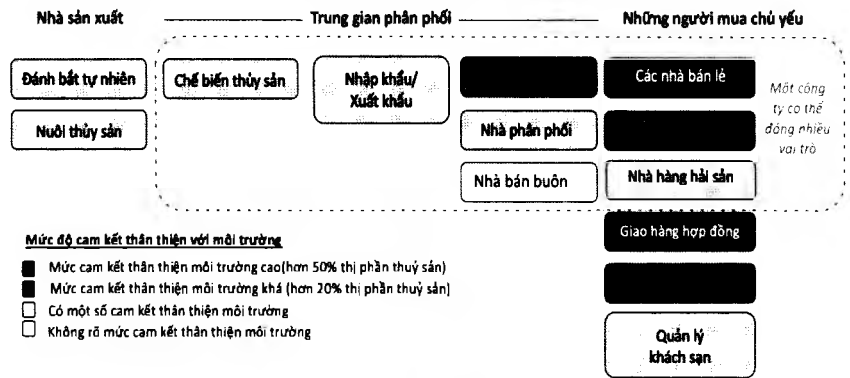 Nhà sản xuất
Trung gian phân phối
Những người mua chủ yếu
Đánh bắt tự nhiên
Nuôi thủy sản
Chế biến thủy sản
Nhập khẩu/
Xuất khẩu
Nhà phân phối
Nhà bán buôn
Các nhà bán lẻ
Nhà hàng hải sản
Giao hàng hợp đồng
Quản lý
khách sạn
Một công
ty có thể
đóng nhiều
vai trò
Mức độ cam kết thân thiện với môi trường
Mức cam kết thân thiện môi trường cao(hơn 50% thị phần thuỷ sản)
Mức cam kết thân thiện môi trường khá (hơn 20% thị phần thuỷ sản)
Có một số cam kết thân thiện môi trường
Không rõ mức cam kết thân thiện môi trường